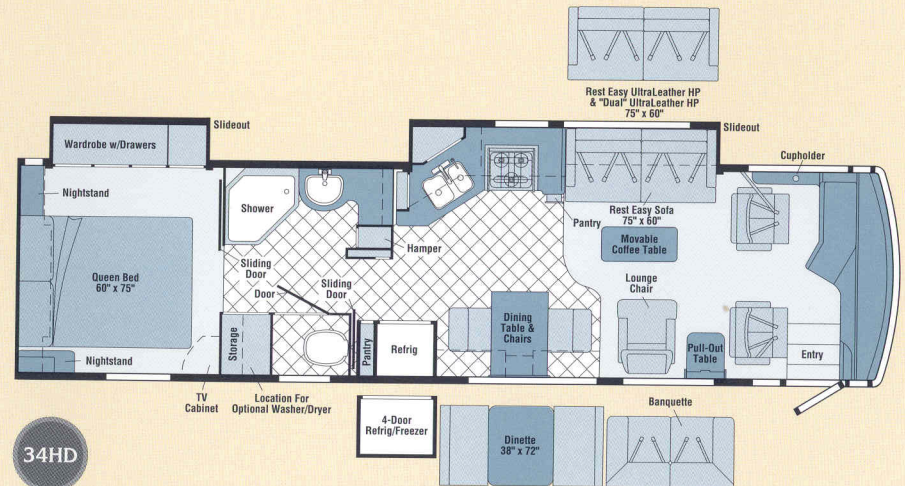 Rest Easy UltraLeather HP
& "Dual" UltraLeather HP
75" x 60"
Slideout
Slideout
Wardrobe w/Drawers
Cupholder
Nightstand
Shower
Pantry
Rest Easy Sofa
75" x 60"
Hamper
Movable
Coffee Table
Sliding
Door
Queen Bed
60" x 75"
Door
Sliding
Door
Lounge
Chair
Dining
Table &
Chairs
Storage
Pantry
Refrig
Pull-Out
Table
Entry
Nightstand
TV
Cabinet
Location For
Optional Washer/Dryer
4-Door
Refrig/Freezer
Dinette
38" x 72"
Banquette
34HD